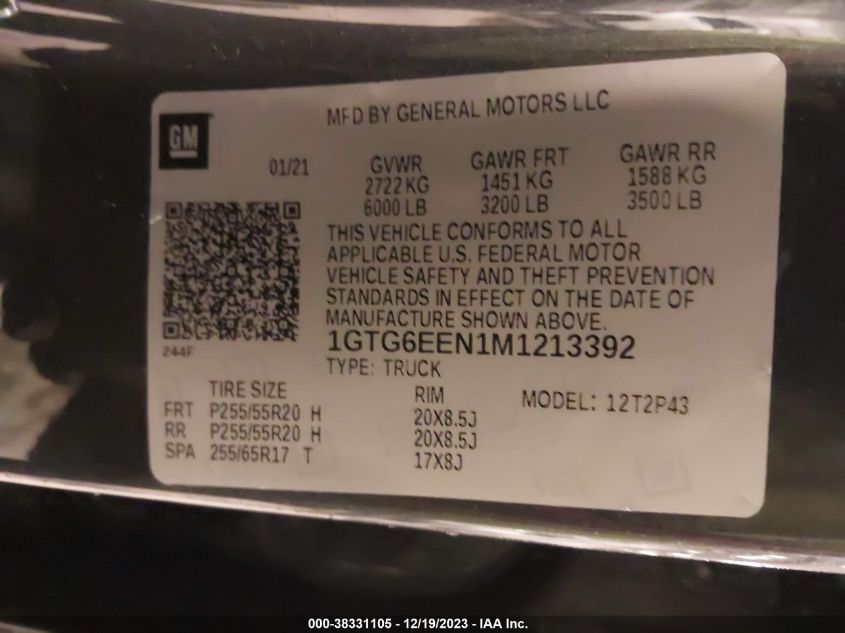 MFD BY GENERAL MOTORS LLC
GM
01/21 GVWR GAWR FRT GAWR RR
2722 KG 1451 KG 1588 KG
6000 LB 3200 LB 3500 LB
THIS VEHICLE CONFORMS TO ALL
APPLICABLE U.S. FEDERAL MOTOR
VEHICLE SAFETY AND THEFT PREVENTION
STANDARDS IN EFFECT ON THE DATE OF
MANUFACTURE SHOWN ABOVE.
1GTG6EEN1M1213392
244F
TYPE: TRUCK
TIRE SIZE RIM MODEL: 12T2P43
FRT P255/55R20 H 20X8.5J
RR P255/55R20 H 20X8.5J
SPA 255/65R17 T 17X8J
000-38331105 - 12/19/2023 - IAA Inc.